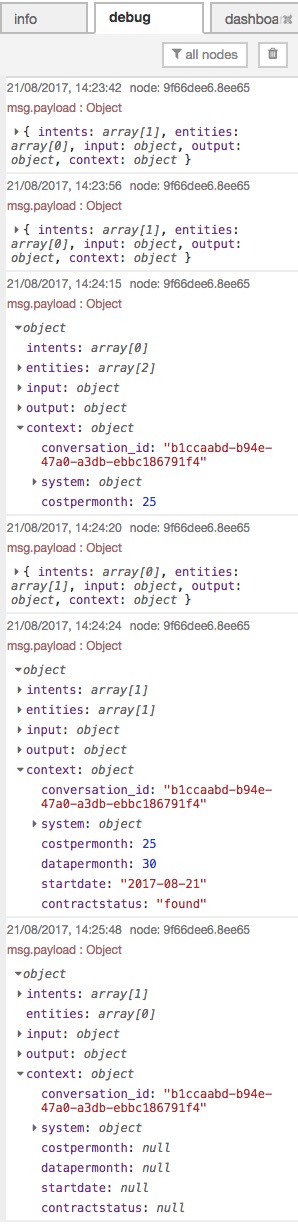 info
debug
dashboa
all nodes
21/08/2017, 14:23:42 node: 9f66dee6.8ee65
msg.payload : Object
{ intents: array[1], entities:
array[0], input: object, output:
object, context: object }
21/08/2017, 14:23:56 node: 9f66dee6.8ee65
msg.payload : Object
{ intents: array[1], entities:
array[0], input: object, output:
object, context: object }
21/08/2017, 14:24:15 node: 9f66dee6.8ee65
msg.payload : Object
object
intents: array[0]
entities: array[2]
input: object
output: object
context: object
conversation_id: "b1ccaabd-b94e-
47a0-a3db-ebbc186791f4"
system: object
costpermonth: 25
21/08/2017, 14:24:20 node: 9f66dee6.8ee65
msg.payload : Object
{ intents: array[0], entities:
array[1], input: object, output:
object, context: object }
21/08/2017, 14:24:24 node: 9f66dee6.8ee65
msg.payload : Object
object
intents: array[1]
entities: array[1]
input: object
output: object
context: object
conversation_id: "b1ccaabd-b94e-
47a0-a3db-ebbc186791f4"
system: object
costpermonth: 25
datapermonth: 30
startdate: "2017-08-21"
contractstatus: "found"
21/08/2017, 14:25:48 node: 9f66dee6.8ee65
msg.payload : Object
object
intents: array[1]
entities: array[0]
input: object
output: object
context: object
conversation_id: "b1ccaabd-b94e-
47a0-a3db-ebbc186791f4"
system: object
costpermonth: null
datapermonth: null
startdate: null
contractstatus: null